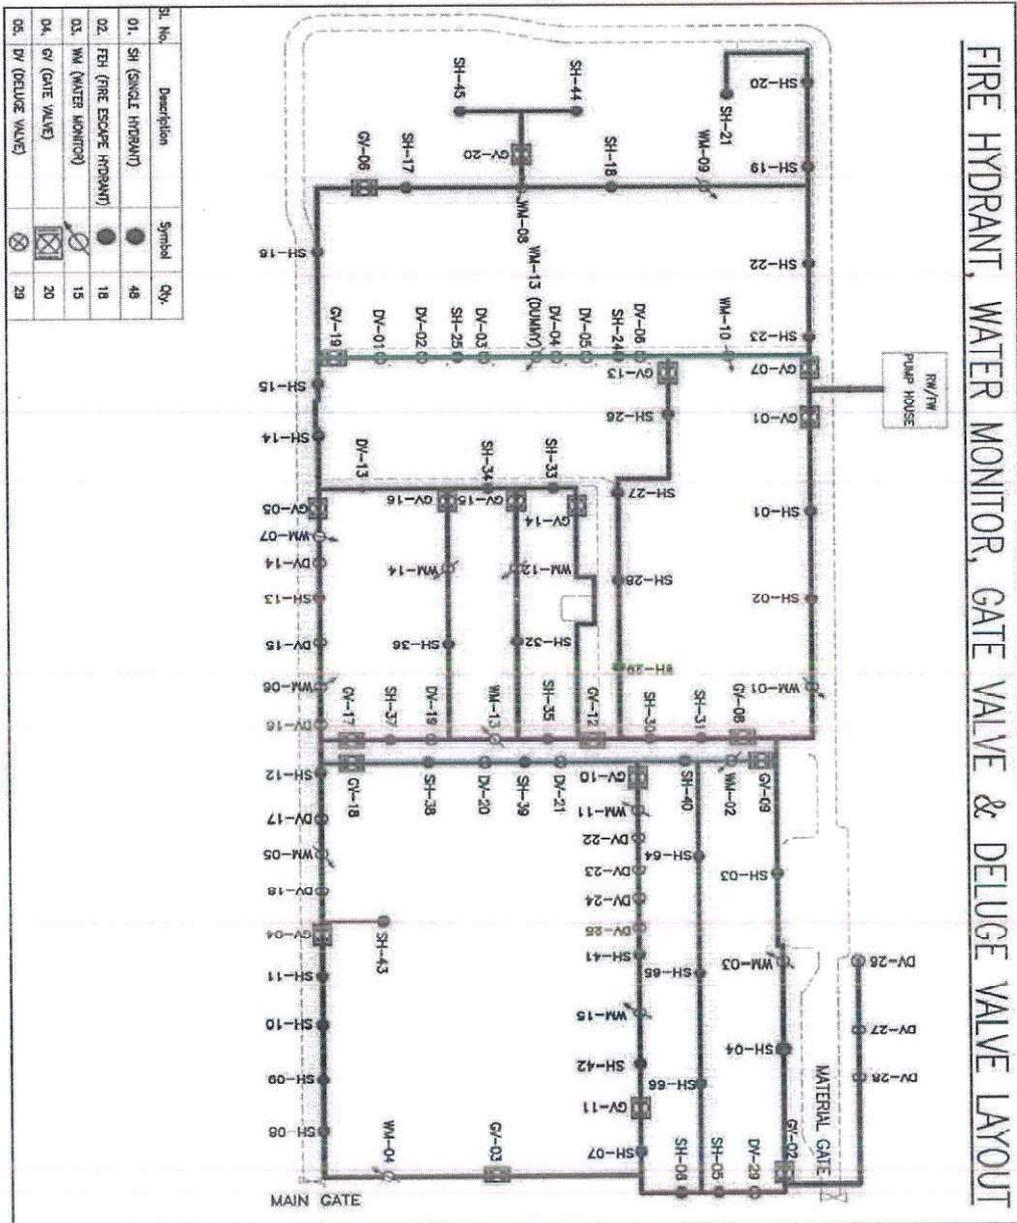 FIRE HYDRANT, WATER MONITOR, GATE VALVE & DELUGE VALVE LAYOUT
RW/FW
PUMP HOUSE
SH-20
SH-19
SH-22
SH-23
GV-07
GV-01
SH-01
SH-02
WM-01
SH-21
WM-09
SH-18
SH-44
SH-45
GV-20
WM-08
SH-17
GV-06
SH-16
WM-10
DV-06
SH-24
DV-05
DV-04
WM-13 (DUMMY)
DV-03
SH-25
DV-02
DV-01
GV-19
GV-13
SH-26
SH-27
SH-28
SH-29
SH-15
SH-14
DV-13
SH-34
SH-33
GV-14
GV-15
GV-16
WM-12
WM-14
SH-32
SH-36
GV-05
WM-07
DV-14
SH-13
DV-15
WM-06
DV-16
GV-17
SH-37
DV-19
WM-13
SH-35
GV-12
SH-30
SH-31
GV-08
SH-12
GV-18
SH-38
DV-20
SH-39
DV-21
GV-10
SH-40
WM-02
GV-09
DV-17
WM-05
DV-18
GV-04
SH-43
SH-11
SH-10
SH-09
SH-08
WM-11
DV-22
DV-23
DV-24
DV-25
SH-41
WM-15
SH-42
GV-11
SH-07
SH-64
SH-65
SH-66
SH-03
WM-03
SH-04
GV-02
DV-26
DV-27
DV-28
MATERIAL GATE
DV-29
SH-05
SH-06
GV-03
WM-04
MAIN GATE
Sl. No. Description Symbol Qty.
01. SH (SINGLE HYDRANT) 48
02. FEH (FIRE ESCAPE HYDRANT) 18
03. WM (WATER MONITOR) 15
04. GV (GATE VALVE) 20
05. DV (DELUGE VALVE) 29